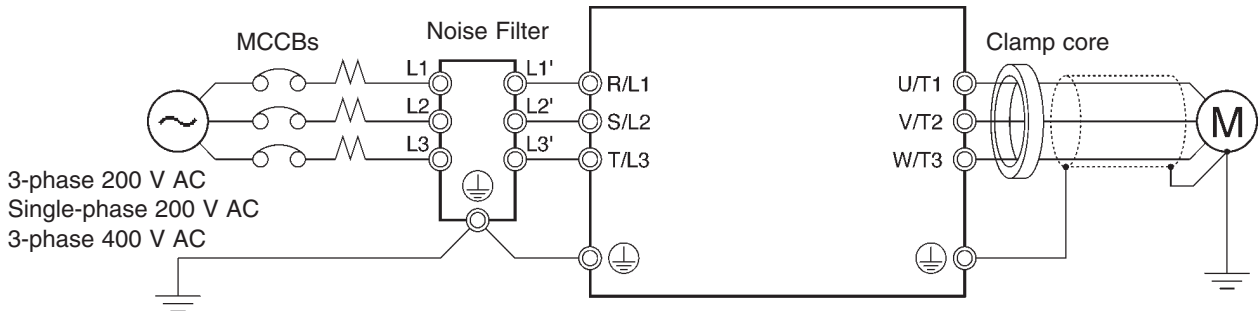 MCCBs
Noise Filter
Clamp core
L1 L1' R/L1 U/T1
L2 L2' S/L2 V/T2 M
L3 L3' T/L3 W/T3
3-phase 200 V AC
Single-phase 200 V AC
3-phase 400 V AC